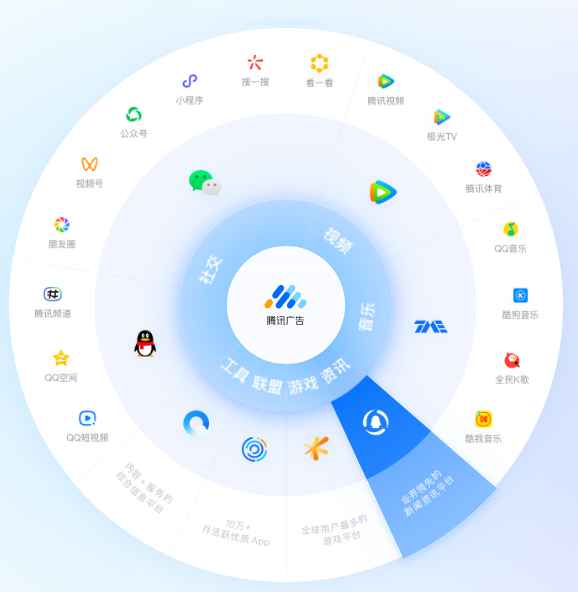 搜一搜
看一看
小程序
腾讯视频
公众号
极光TV
视频号
腾讯体育
朋友圈
QQ音乐
腾讯频道
酷狗音乐
QQ空间
全民K歌
QQ短视频
酷我音乐
社交
视频
音乐
腾讯广告
工具
联盟
游戏
资讯
TME
内容+服务的
综合信息平台
10万+
月活跃优质App
全球用户最多的
游戏平台
业界领先的
新闻资讯平台